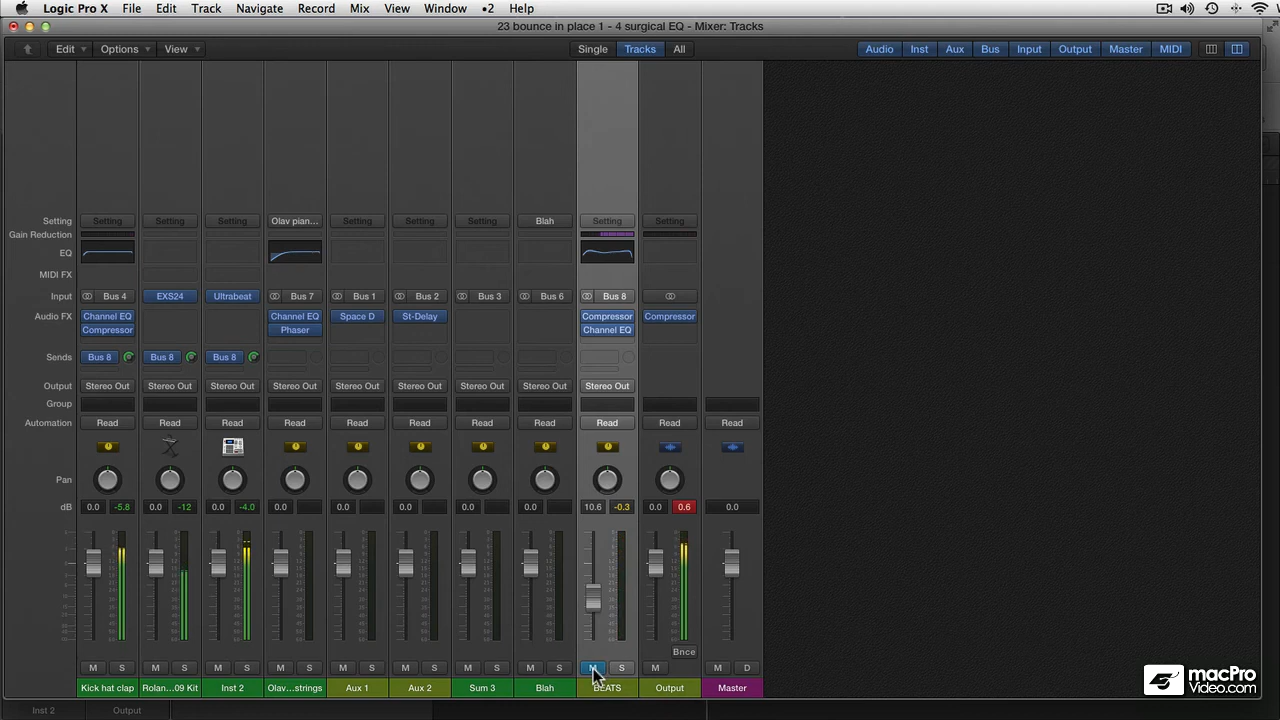 Logic Pro X File Edit Track Navigate Record Mix View Window •2 Help
23 bounce in place 1 - 4 surgical EQ - Mixer: Tracks
Edit Options View Single Tracks All Audio Inst Aux Bus Input Output Master MIDI
Setting Setting Setting Setting Olav pian... Setting Setting Setting Blah Setting Setting
Gain Reduction
EQ
MIDI FX
Input Bus 4 EXS24 Ultrabeat Bus 7 Bus 1 Bus 2 Bus 3 Bus 6 Bus 8
Audio FX Channel EQ Channel EQ Space D St-Delay Compressor Compressor
Compressor Phaser Channel EQ
Sends Bus 8 Bus 8 Bus 8
Output Stereo Out Stereo Out Stereo Out Stereo Out Stereo Out Stereo Out Stereo Out Stereo Out Stereo Out
Group
Automation Read Read Read Read Read Read Read Read Read Read Read
Pan
dB 0.0 -5.8 0.0 -12 0.0 -4.0 0.0 0.0 0.0 0.0 0.0 10.6 -0.3 0.0 0.6 0.0
Bnce
M S M S M S M S M S M S M S M S M S M M D
Kick hat clap Rolan...09 Kit Inst 2 Olav...strings Aux 1 Aux 2 Sum 3 Blah BEATS Output Master
Inst 2 Output
macPro
Video.com